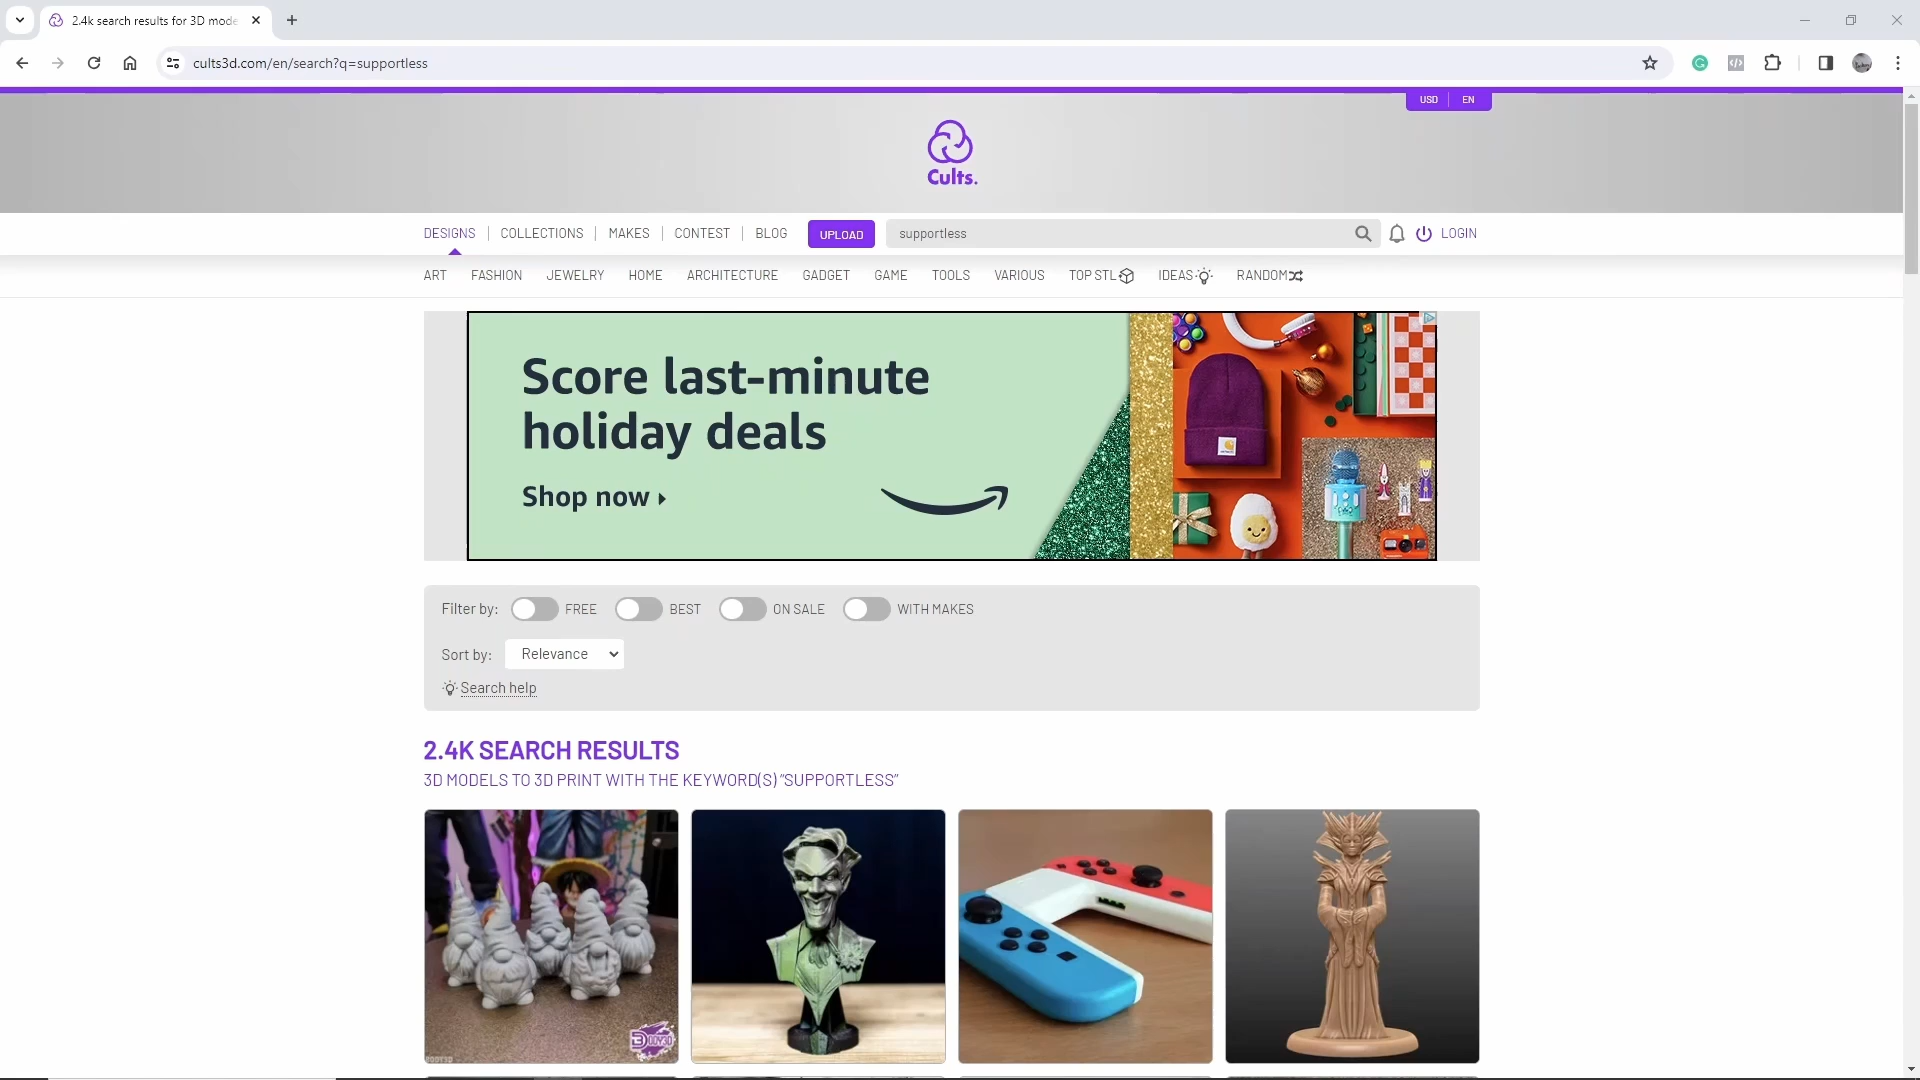 2.4k search results for 3D mode
cults3d.com/en/search?q=supportless
USD
EN
Cults.
DESIGNS
COLLECTIONS
MAKES
CONTEST
BLOG
UPLOAD
supportless
LOGIN
ART
FASHION
JEWELRY
HOME
ARCHITECTURE
GADGET
GAME
TOOLS
VARIOUS
TOP STL
IDEAS
RANDOM
Score last-minute
holiday deals
Shop now
Filter by:
FREE
BEST
ON SALE
WITH MAKES
Sort by:
Relevance
Search help
2.4K SEARCH RESULTS
3D MODELS TO 3D PRINT WITH THE KEYWORD(S) “SUPPORTLESS”